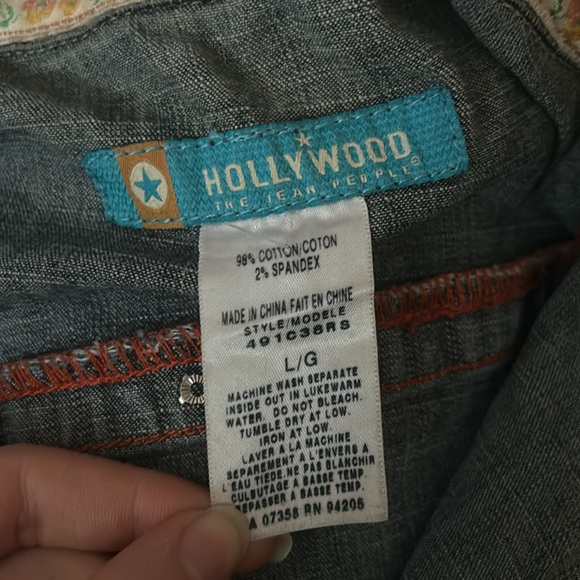 HOLLYWOOD
THE JEAN PEOPLE®
98% COTTON/COTON
2% SPANDEX
MADE IN CHINA FAIT EN CHINE
STYLE/MODELE
491C38RS
L/G
MACHINE WASH SEPARATE
INSIDE OUT IN LUKEWARM
WATER. DO NOT BLEACH.
TUMBLE DRY AT LOW.
IRON AT LOW.
LAVER A LA MACHINE
SEPAREMENT A L'ENVERS A
L'EAU TIEDE NE PAS BLANCHIR
CULBUTAGE A BASSE TEMP.
REPASSER A BASSE TEMP.
A 07358 RN 94205